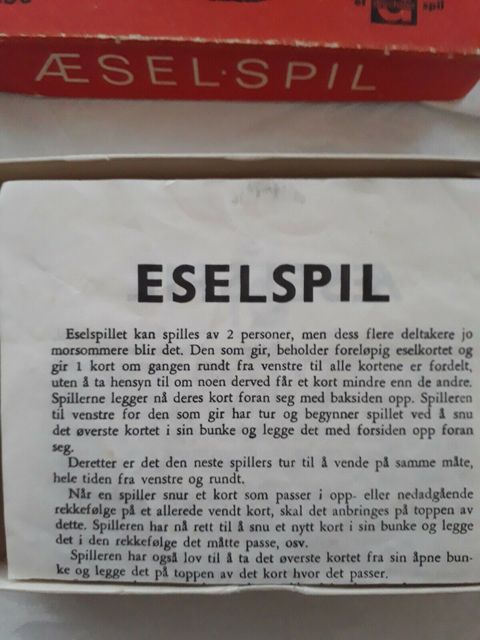 er spil
ÆSEL·SPIL
ESELSPIL
Eselspillet kan spilles av 2 personer, men dess flere deltakere jo
morsommere blir det. Den som gir, beholder foreløpig eselkortet og
gir 1 kort om gangen rundt fra venstre til alle kortene er fordelt,
uten å ta hensyn til om noen derved får et kort mindre enn de andre.
Spillerne legger nå deres kort foran seg med baksiden opp. Spilleren
til venstre for den som gir har tur og begynner spillet ved å snu
det øverste kortet i sin bunke og legge det med forsiden opp foran
seg.
Deretter er det den neste spillers tur til å vende på samme måte,
hele tiden fra venstre og rundt.
Når en spiller snur et kort som passer i opp- eller nedadgående
rekkefølge på et allerede vendt kort, skal det anbringes på toppen av
dette. Spilleren har nå rett til å snu et nytt kort i sin bunke og legge
det i den rekkefølge det måtte passe, osv.
Spilleren har også lov til å ta det øverste kortet fra sin åpne bun-
ke og legge det på toppen av det kort hvor det passer.